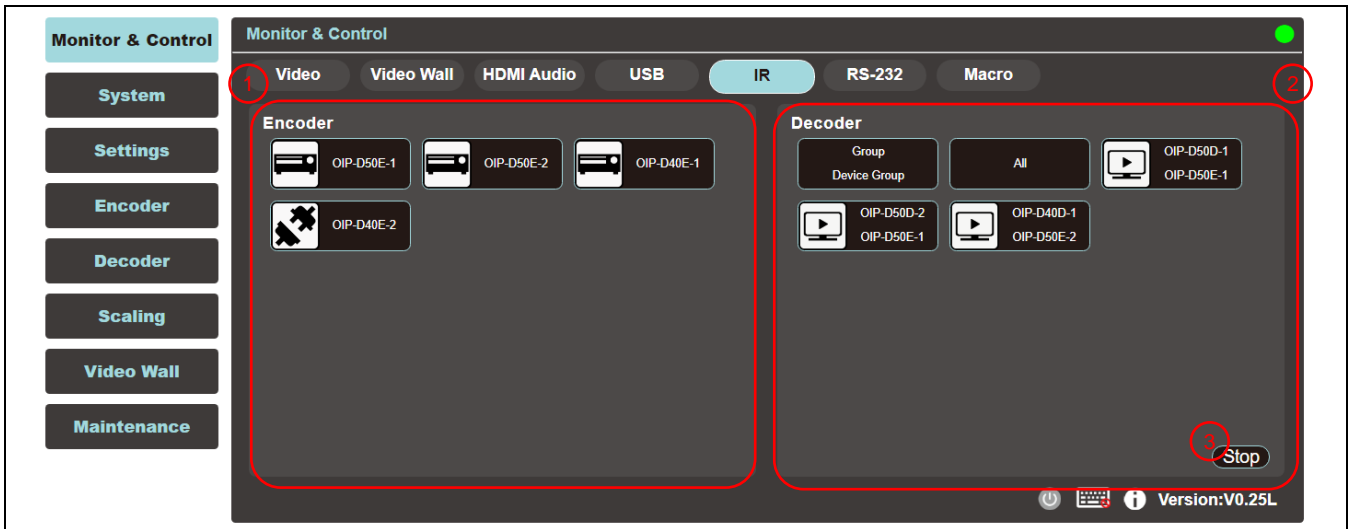 Monitor & Control
System
Settings
Encoder
Decoder
Scaling
Video Wall
Maintenance
Monitor & Control
Video Video Wall HDMI Audio USB IR RS-232 Macro
1
2
Encoder
OIP-D50E-1
OIP-D50E-2
OIP-D40E-1
OIP-D40E-2
Decoder
Group
Device Group
All
OIP-D50D-1
OIP-D50E-1
OIP-D50D-2
OIP-D50E-1
OIP-D40D-1
OIP-D50E-2
3
Stop
Version:V0.25L